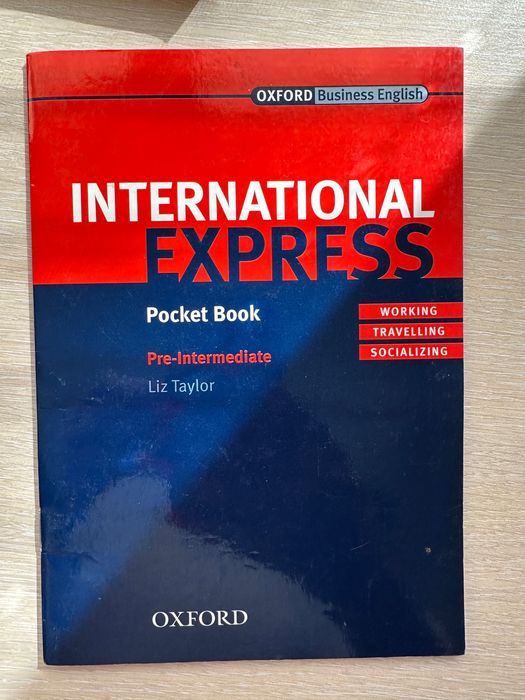 OXFORD Business English
INTERNATIONAL
EXPRESS
Pocket Book
Pre-Intermediate
Liz Taylor
WORKING
TRAVELLING
SOCIALIZING
OXFORD